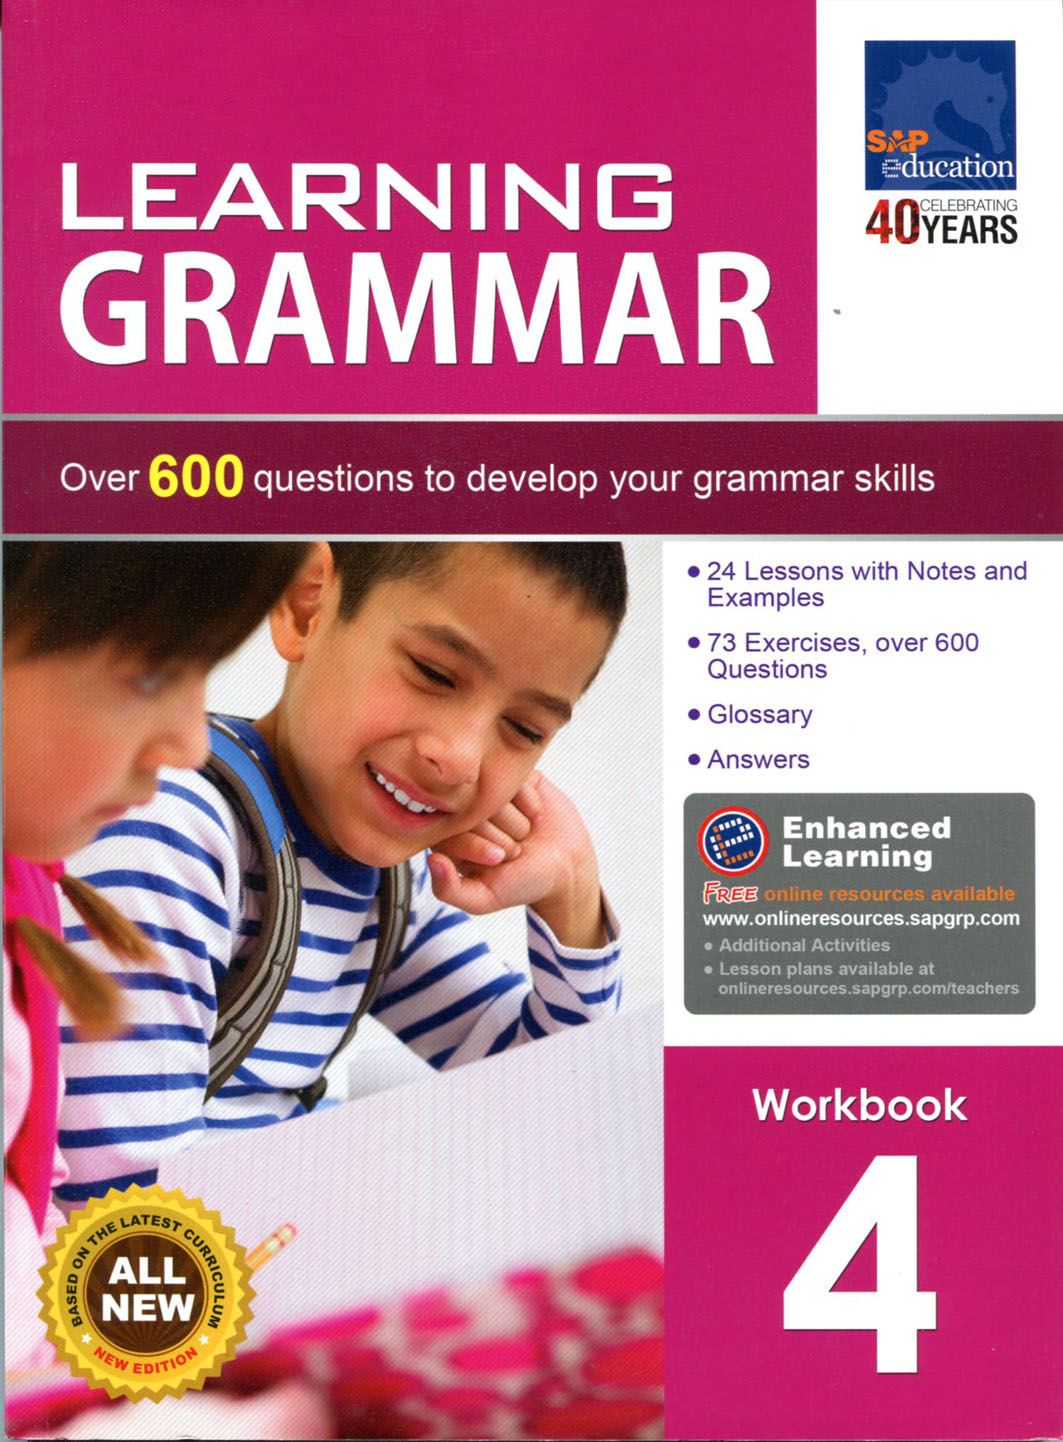 SAP
education
CELEBRATING
40 YEARS
LEARNING
GRAMMAR
Over 600 questions to develop your grammar skills
• 24 Lessons with Notes and
Examples
• 73 Exercises, over 600
Questions
• Glossary
• Answers
Enhanced
Learning
FREE online resources available
www.onlineresources.sapgrp.com
• Additional Activities
• Lesson plans available at
onlineresources.sapgrp.com/teachers
Workbook
4
BASED ON THE LATEST CURRICULUM
ALL
NEW
NEW EDITION